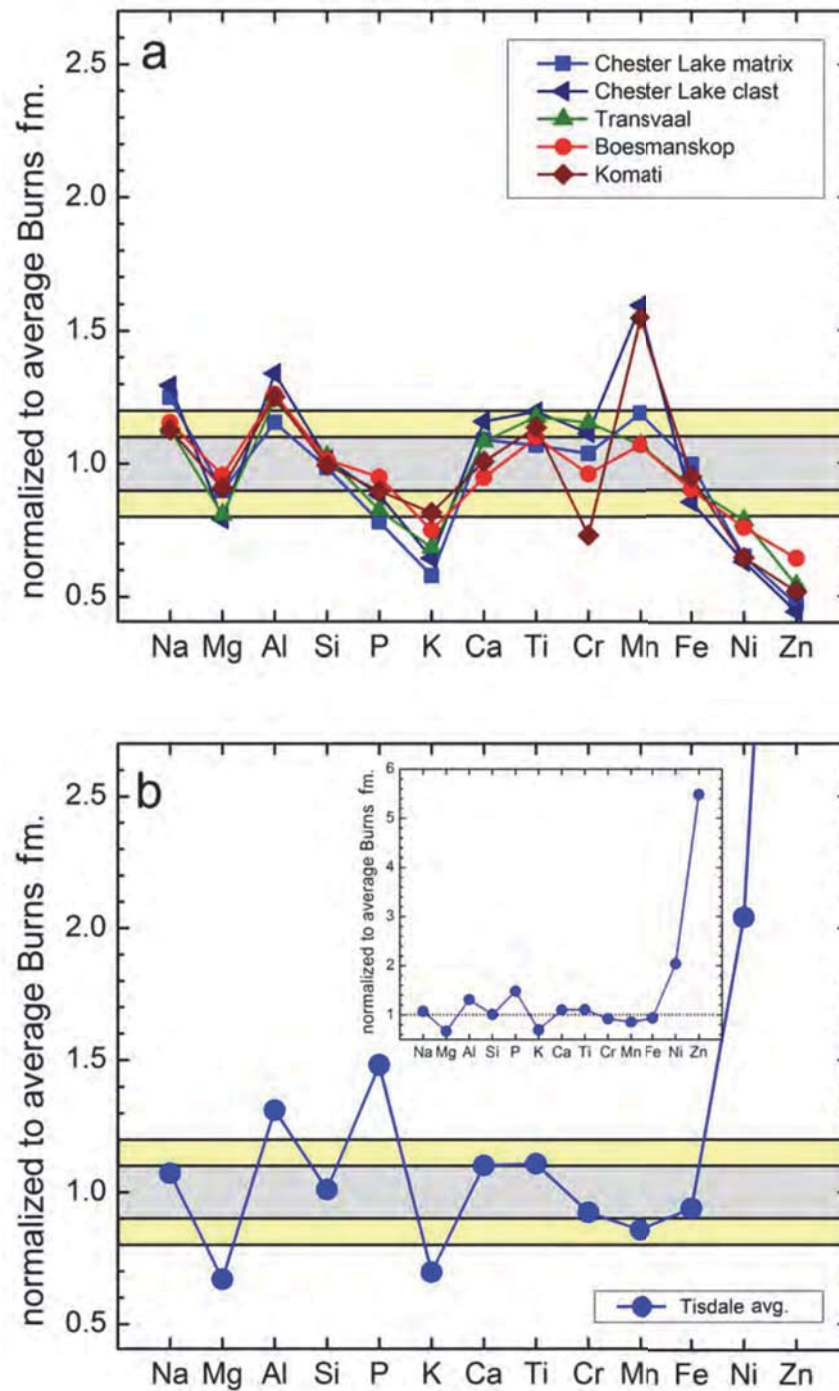 a
Chester Lake matrix
Chester Lake clast
Transvaal
Boesmanskop
Komati
normalized to average Burns fm.
2.5
2.0
1.5
1.0
0.5
Na Mg Al Si P K Ca Ti Cr Mn Fe Ni Zn
b
normalized to average Burns fm.
2.5
2.0
1.5
1.0
0.5
normalized to average Burns fm.
6
5
4
3
2
1
Na Mg Al Si P K Ca Ti Cr Mn Fe Ni Zn
Tisdale avg.
Na Mg Al Si P K Ca Ti Cr Mn Fe Ni Zn